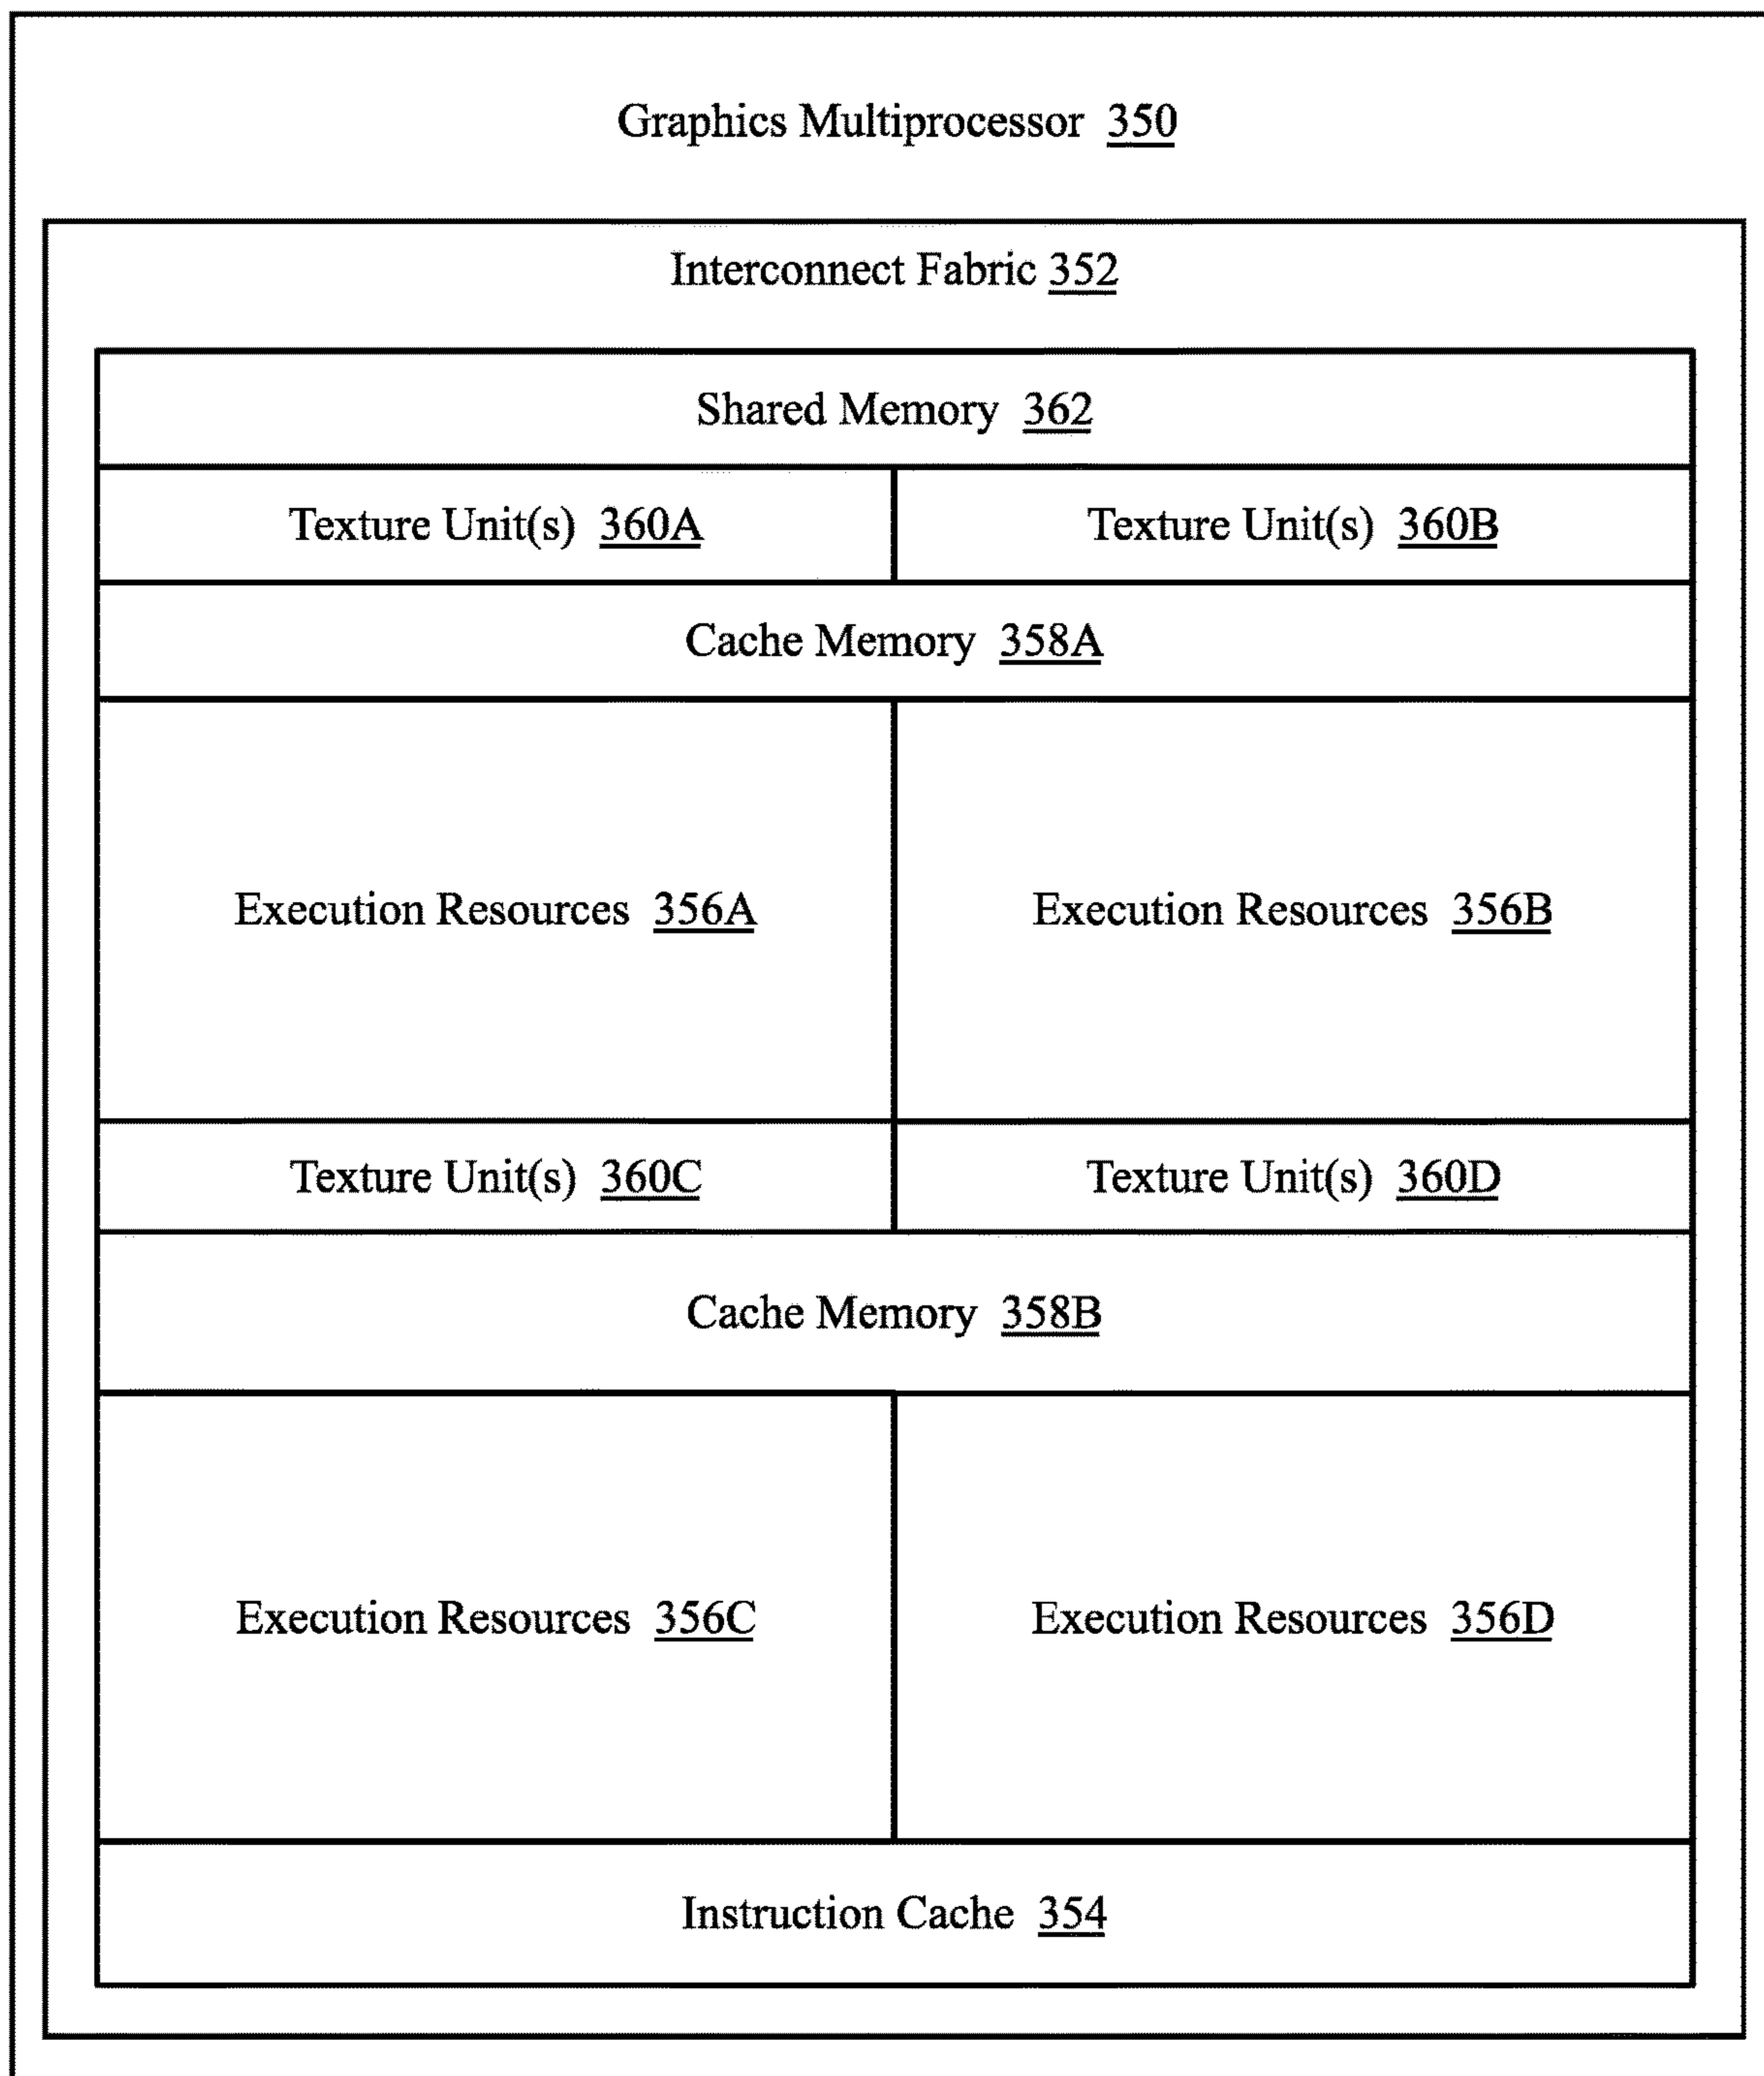 Graphics Multiprocessor 350
Interconnect Fabric 352
Shared Memory 362
Texture Unit(s) 360A
Texture Unit(s) 360B
Cache Memory 358A
Execution Resources 356A
Execution Resources 356B
Texture Unit(s) 360C
Texture Unit(s) 360D
Cache Memory 358B
Execution Resources 356C
Execution Resources 356D
Instruction Cache 354